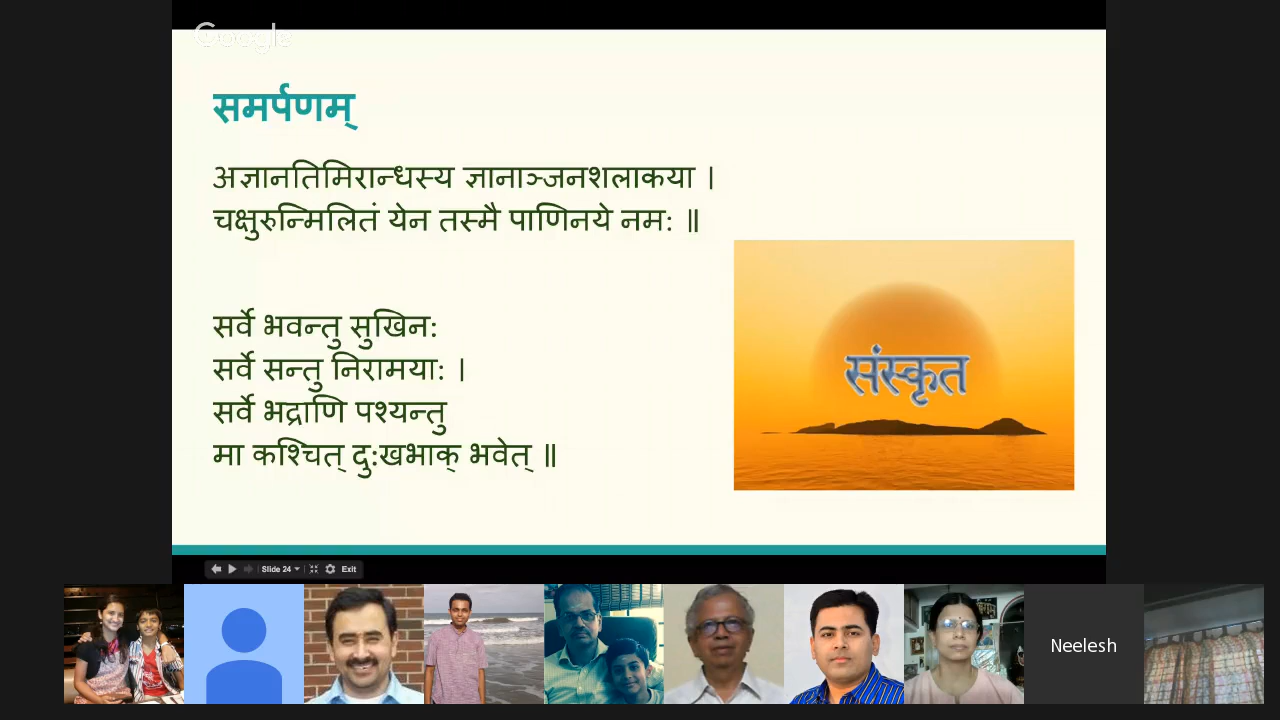 Google
समर्पणम्
अज्ञानतिमिरान्धस्य ज्ञानाञ्जनशलाकया ।
चक्षुरुन्मिलितं येन तस्मै पाणिनये नमः ॥
सर्वे भवन्तु सुखिनः
सर्वे सन्तु निरामयाः ।
सर्वे भद्राणि पश्यन्तु
मा कश्चित् दुःखभाक् भवेत् ॥
संस्कृत
Slide 24
Exit
Neelesh